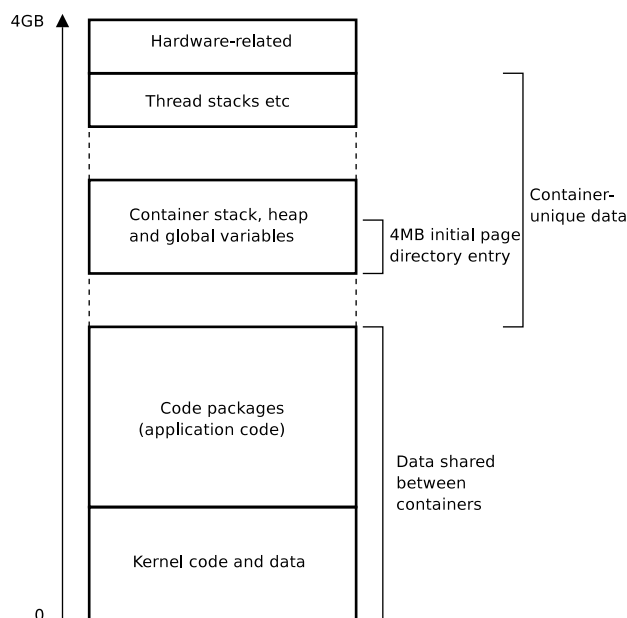 4GB
Hardware-related
Thread stacks etc
Container stack, heap
and global variables
4MB initial page
directory entry
Container-
unique data
Code packages
(application code)
Data shared
between
containers
Kernel code and data
0